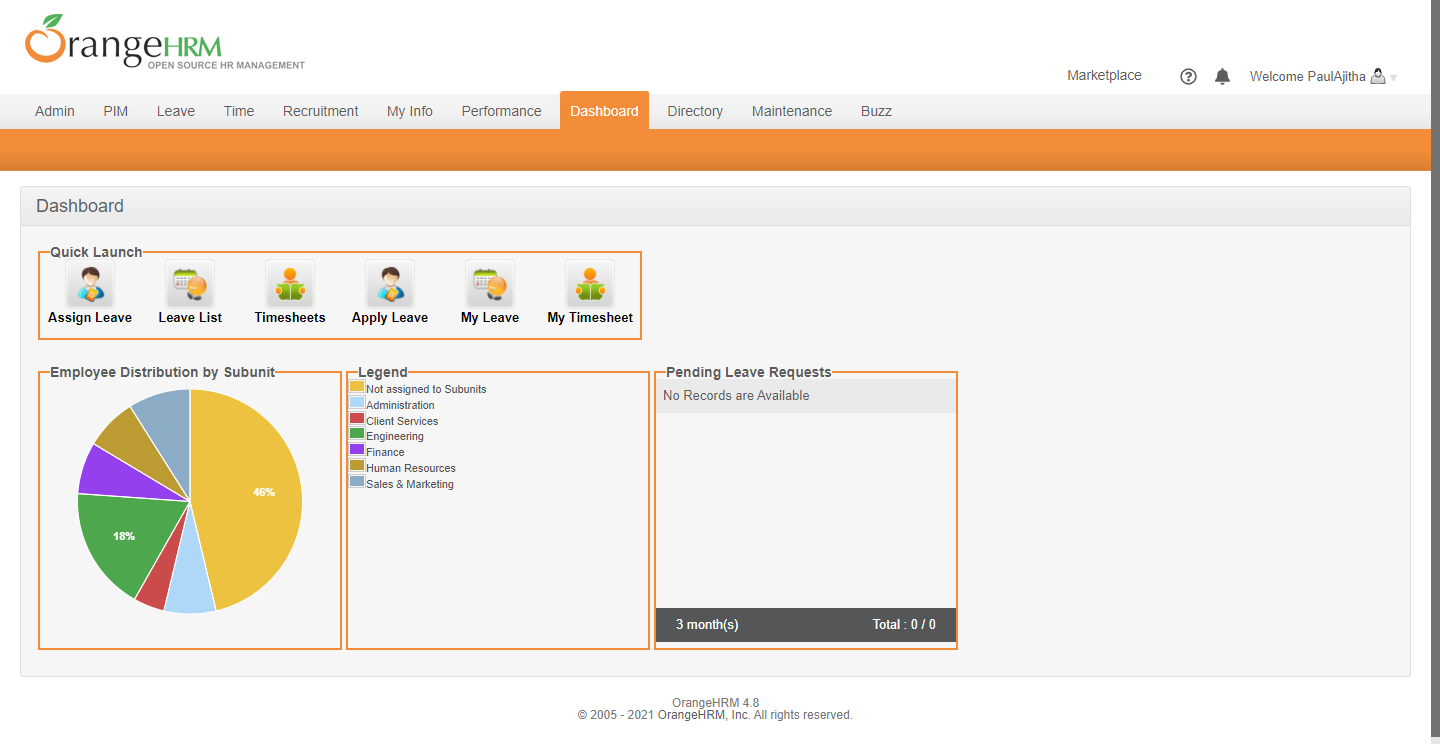 OrangeHRM
OPEN SOURCE HR MANAGEMENT
Marketplace
Welcome PaulAjitha
Admin PIM Leave Time Recruitment My Info Performance Dashboard Directory Maintenance Buzz
Dashboard
Quick Launch
Assign Leave Leave List Timesheets Apply Leave My Leave My Timesheet
Employee Distribution by Subunit
46%
18%
Legend
Not assigned to Subunits
Administration
Client Services
Engineering
Finance
Human Resources
Sales & Marketing
Pending Leave Requests
No Records are Available
3 month(s) Total : 0 / 0
OrangeHRM 4.8
© 2005 - 2021 OrangeHRM, Inc. All rights reserved.